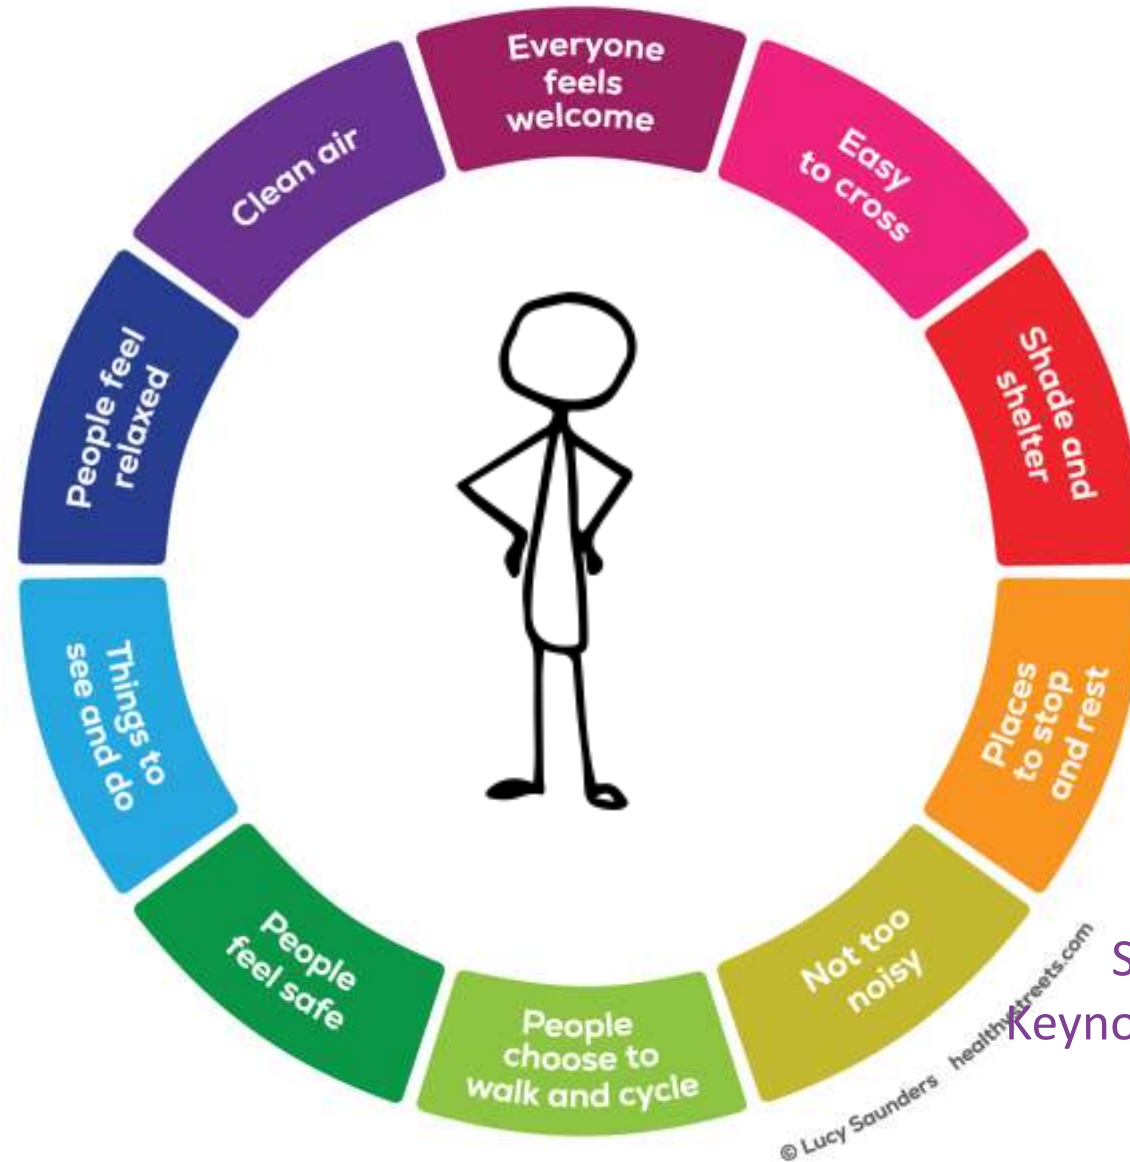 Everyone
feels
welcome
Easy
to cross
Shade and
shelter
Places
to stop
and rest
Not too
noisy
People
choose to
walk and cycle
People
feel safe
Things to
see and do
People feel
relaxed
Clean air
© Lucy Saunders healthystreets.com